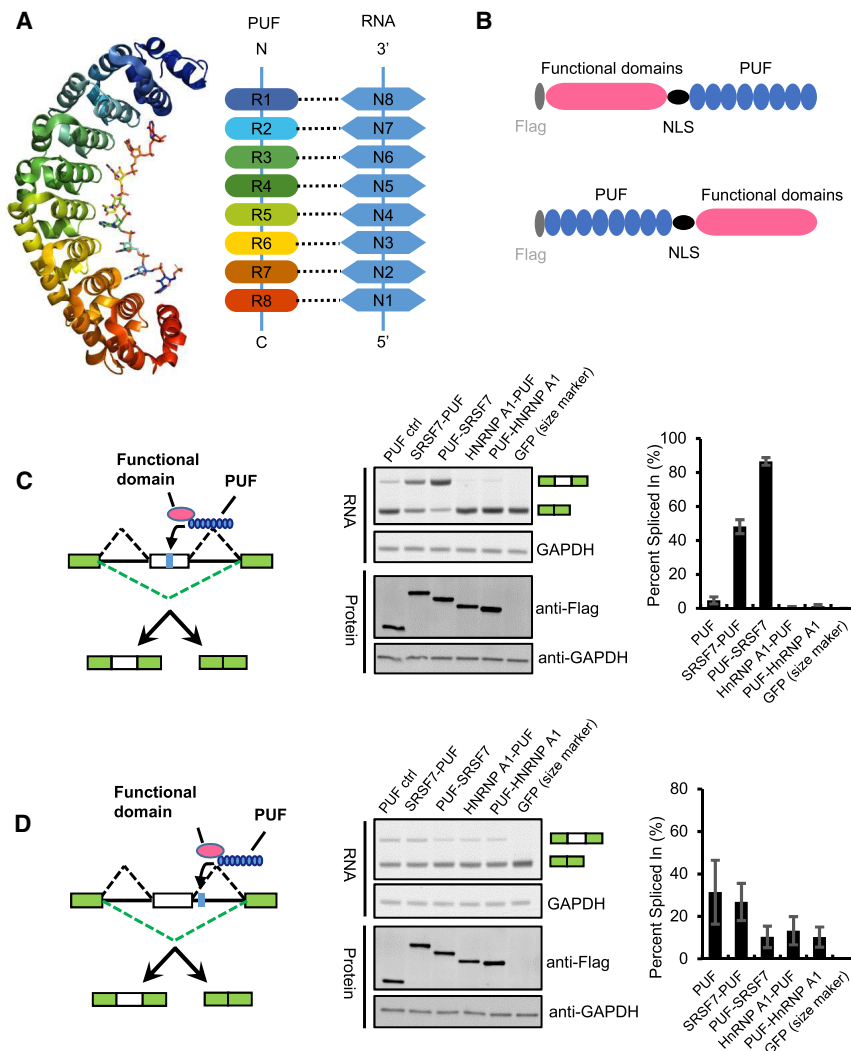 A
PUF
RNA
N
3’
R1
N8
R2
N7
R3
N6
R4
N5
R5
N4
R6
N3
R7
N2
R8
N1
C
5’
B
Functional domains
PUF
Flag
NLS
PUF
Functional domains
Flag
NLS
C
Functional
domain
PUF
PUF ctrl
SRSF7-PUF
PUF-SRSF7
HNRNP A1-PUF
PUF-HNRNP A1
GFP (size marker)
RNA
GAPDH
Protein
anti-Flag
anti-GAPDH
Percent Spliced In (%)
100
80
60
40
20
0
PUF
SRSF7-PUF
PUF-SRSF7
HnRNP A1-PUF
PUF-HnRNP A1
GFP (size maker)
D
Functional
domain
PUF
PUF ctrl
SRSF7-PUF
PUF-SRSF7
HNRNP A1-PUF
PUF-HNRNP A1
GFP (size marker)
RNA
GAPDH
Protein
anti-Flag
anti-GAPDH
Percent Spliced In (%)
80
60
40
20
0
PUF
SRSF7-PUF
PUF-SRSF7
HnRNP A1-PUF
PUF-HnRNP A1
GFP (size maker)